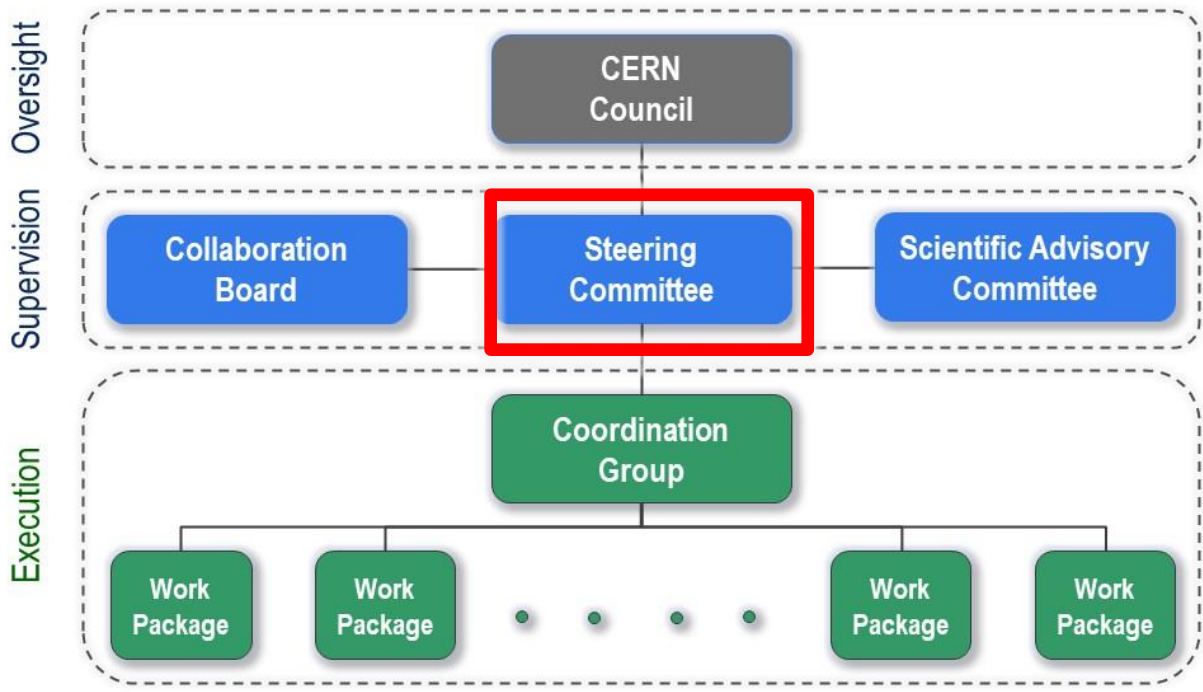 Oversight
CERN
Council
Supervision
Collaboration
Board
Steering
Committee
Scientific Advisory
Committee
Execution
Coordination
Group
Work
Package
Work
Package
Work
Package
Work
Package